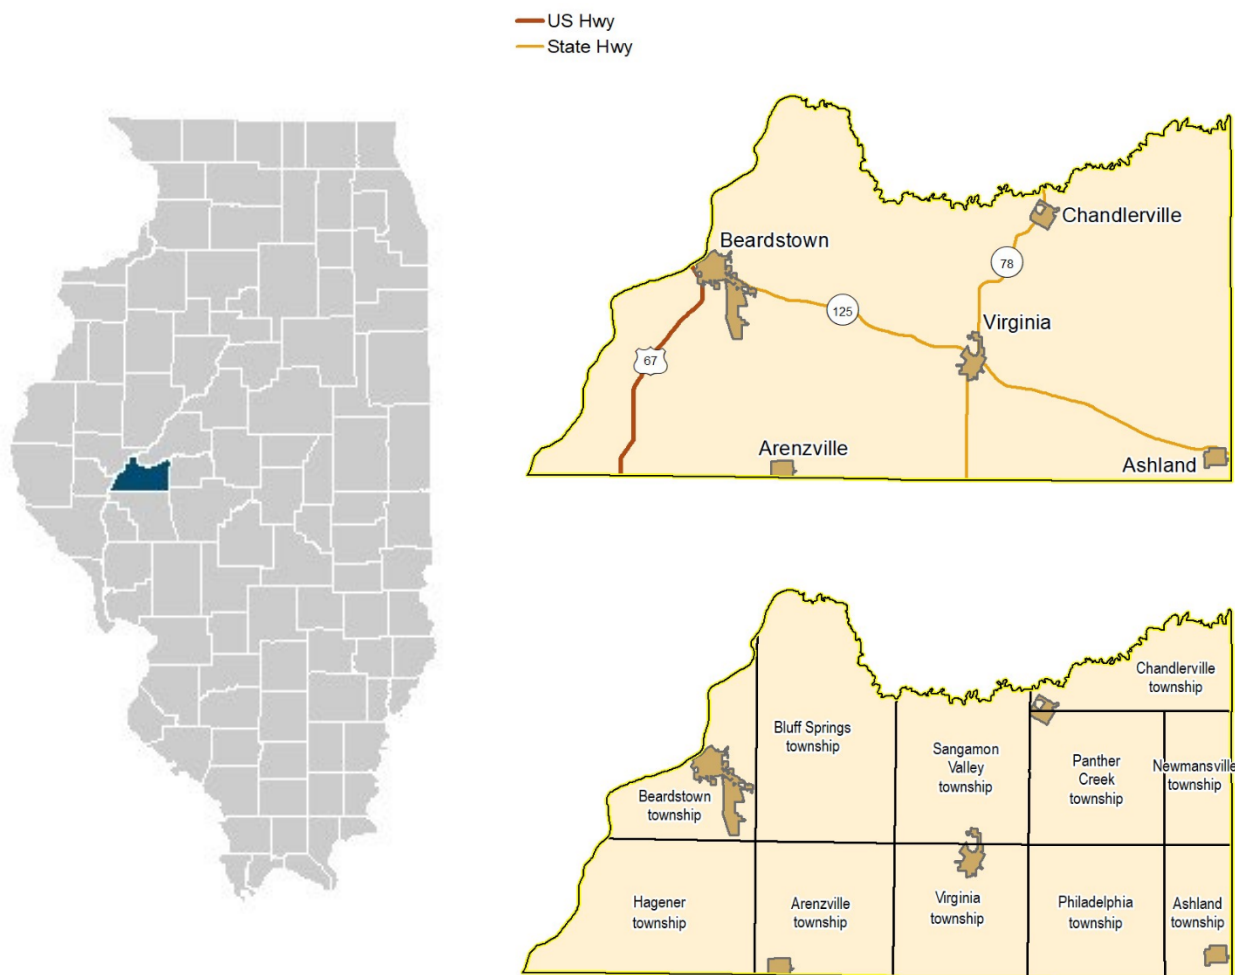 US Hwy
State Hwy
Chandlerville
Beardstown
78
125
Virginia
67
Arenzville
Ashland
Chandlerville
township
Bluff Springs
township
Sangamon
Valley
township
Panther
Creek
township
Newmansville
township
Beardstown
township
Hagener
township
Arenzville
township
Virginia
township
Philadelphia
township
Ashland
township